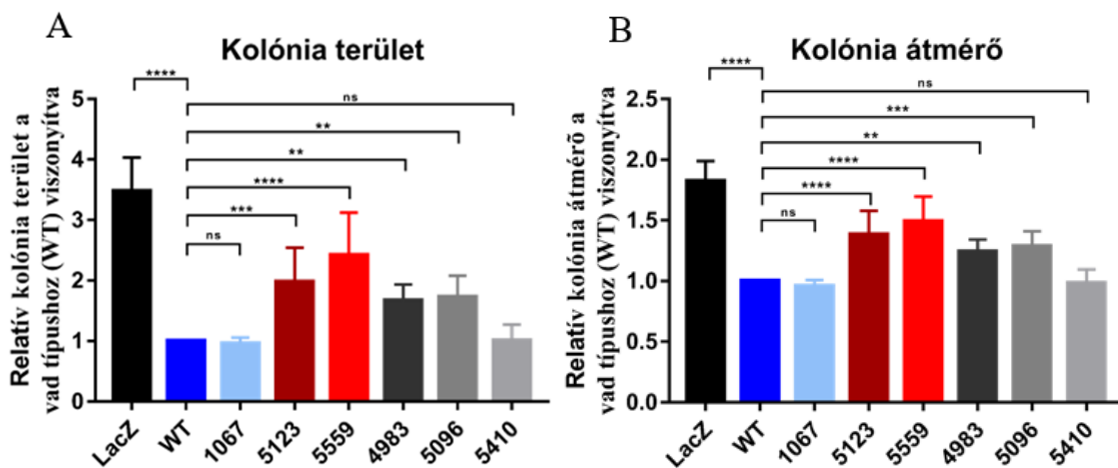 A
Kolónia terület
Relatív kolónia terület a
vad típushoz (WT) viszonyítva
5
4
3
2
1
0
****
ns
**
**
****
***
ns
LacZ
WT
1067
5123
5559
4983
5096
5410
B
Kolónia átmérő
Relatív kolónia átmérő a
vad típushoz (WT) viszonyítva
2.5
2.0
1.5
1.0
0.5
0.0
****
ns
***
**
****
****
ns
LacZ
WT
1067
5123
5559
4983
5096
5410